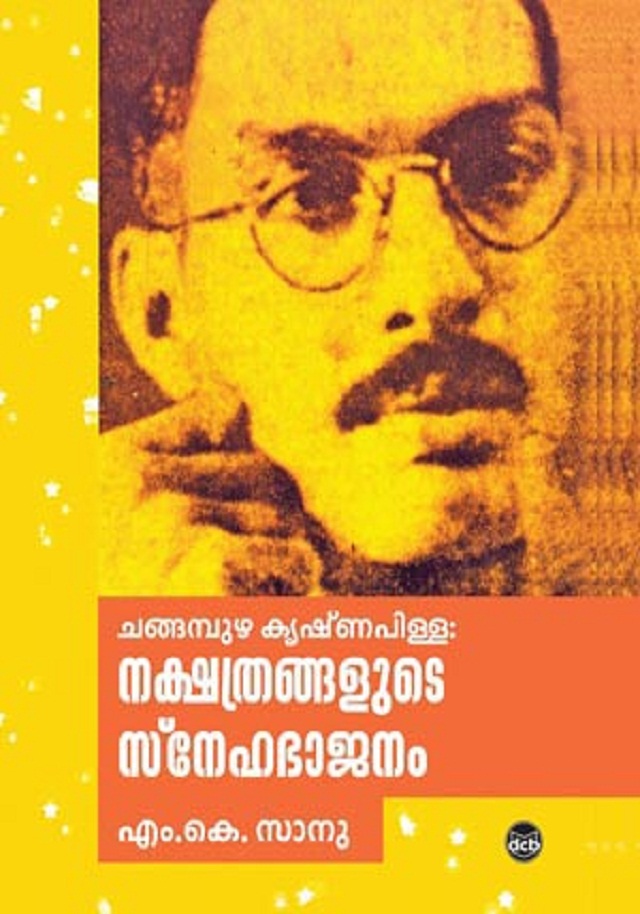 ചങ്ങമ്പുഴ കൃഷ്ണപിള്ള:
നക്ഷത്രങ്ങളുടെ
സ്നേഹഭാജനം
എം.കെ. സാനു
dcb